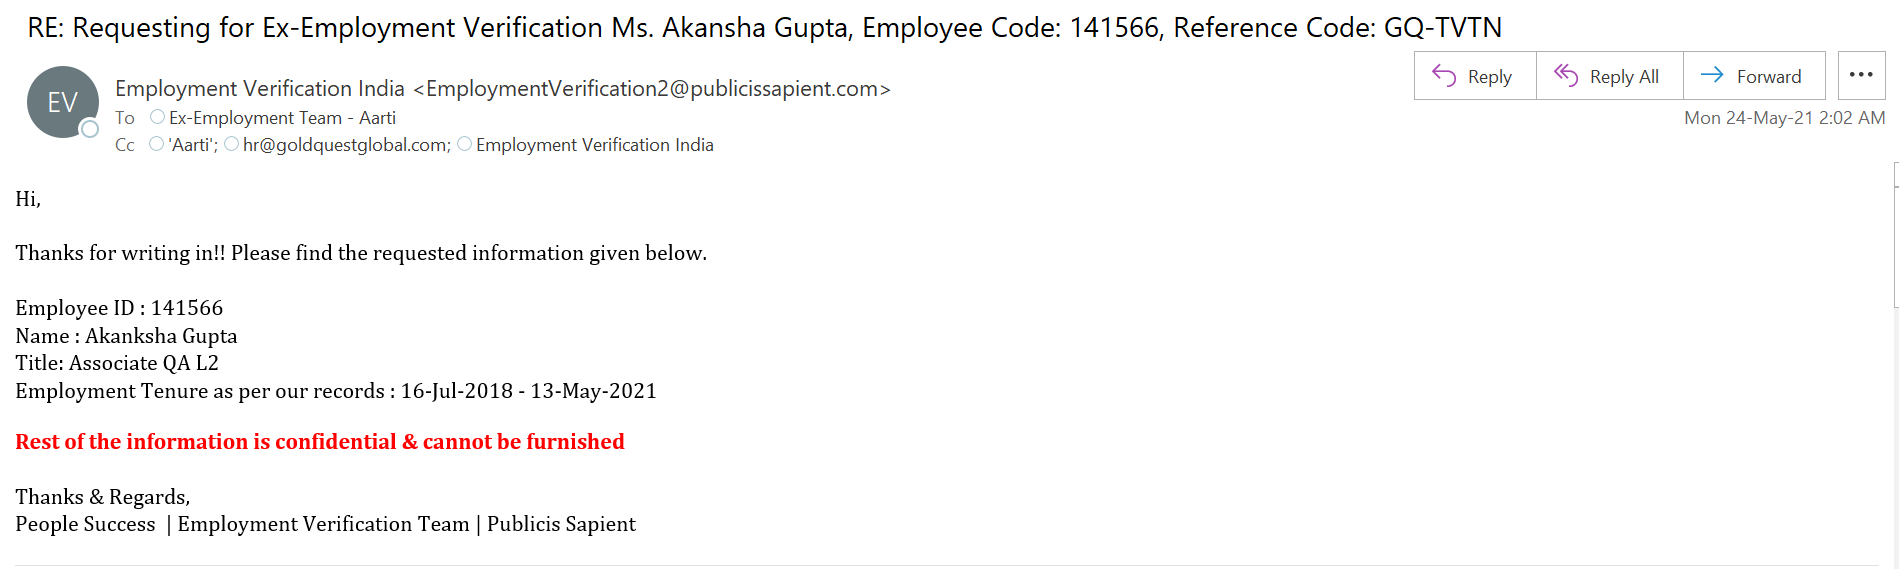 RE: Requesting for Ex-Employment Verification Ms. Akansha Gupta, Employee Code: 141566, Reference Code: GQ-TVTN
EV
Employment Verification India <EmploymentVerification2@publicissapient.com>
To Ex-Employment Team - Aarti
Cc 'Aarti'; hr@goldquestglobal.com; Employment Verification India
Reply Reply All Forward ...
Mon 24-May-21 2:02 AM
Hi,
Thanks for writing in!! Please find the requested information given below.
Employee ID : 141566
Name : Akanksha Gupta
Title: Associate QA L2
Employment Tenure as per our records : 16-Jul-2018 - 13-May-2021
Rest of the information is confidential & cannot be furnished
Thanks & Regards,
People Success | Employment Verification Team | Publicis Sapient